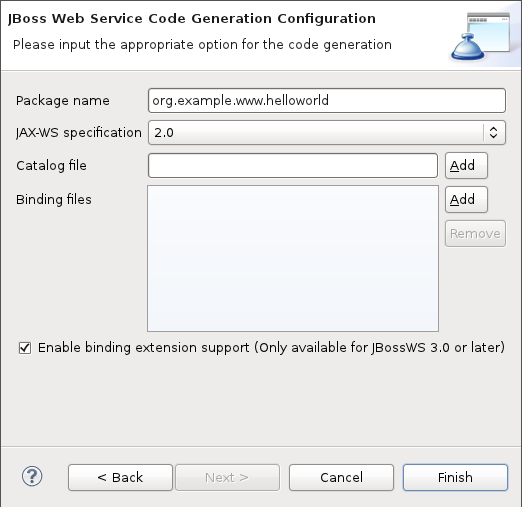 JBoss Web Service Code Generation Configuration
Please input the appropriate option for the code generation
Package name org.example.www.helloworld
JAX-WS specification 2.0
Catalog file Add
Binding files Add
Remove
Enable binding extension support (Only available for JBossWS 3.0 or later)
? < Back Next > Cancel Finish